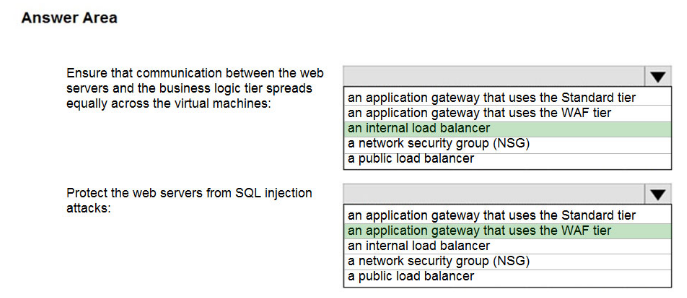 Answer Area
Ensure that communication between the web
servers and the business logic tier spreads
equally across the virtual machines:
an application gateway that uses the Standard tier
an application gateway that uses the WAF tier
an internal load balancer
a network security group (NSG)
a public load balancer
Protect the web servers from SQL injection
attacks:
an application gateway that uses the Standard tier
an application gateway that uses the WAF tier
an internal load balancer
a network security group (NSG)
a public load balancer